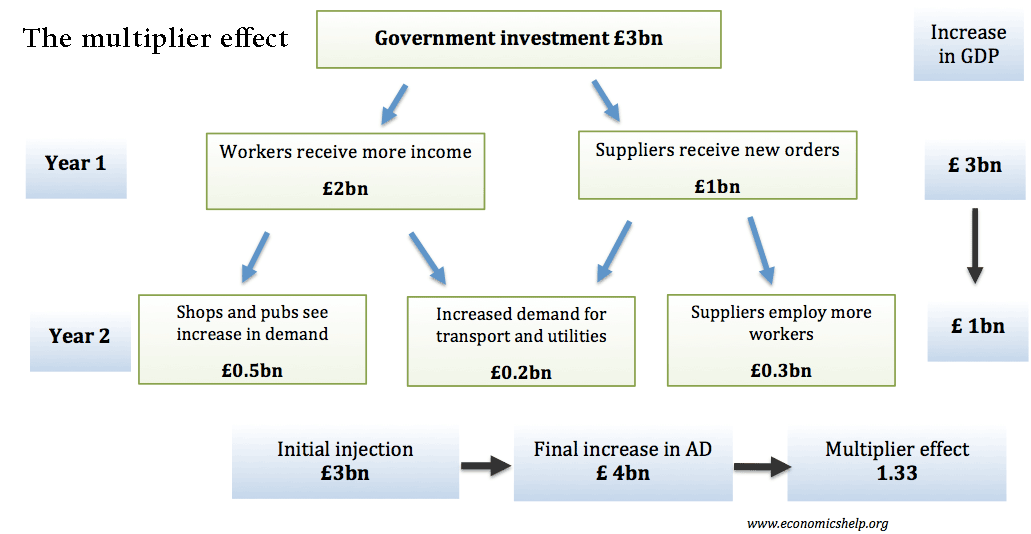 The multiplier effect
Government investment £3bn
Increase
in GDP
Year 1
Workers receive more income
£2bn
Suppliers receive new orders
£1bn
£ 3bn
Year 2
Shops and pubs see
increase in demand
£0.5bn
Increased demand for
transport and utilities
£0.2bn
Suppliers employ more
workers
£0.3bn
£ 1bn
Initial injection
£3bn
Final increase in AD
£ 4bn
Multiplier effect
1.33
www.economicshelp.org